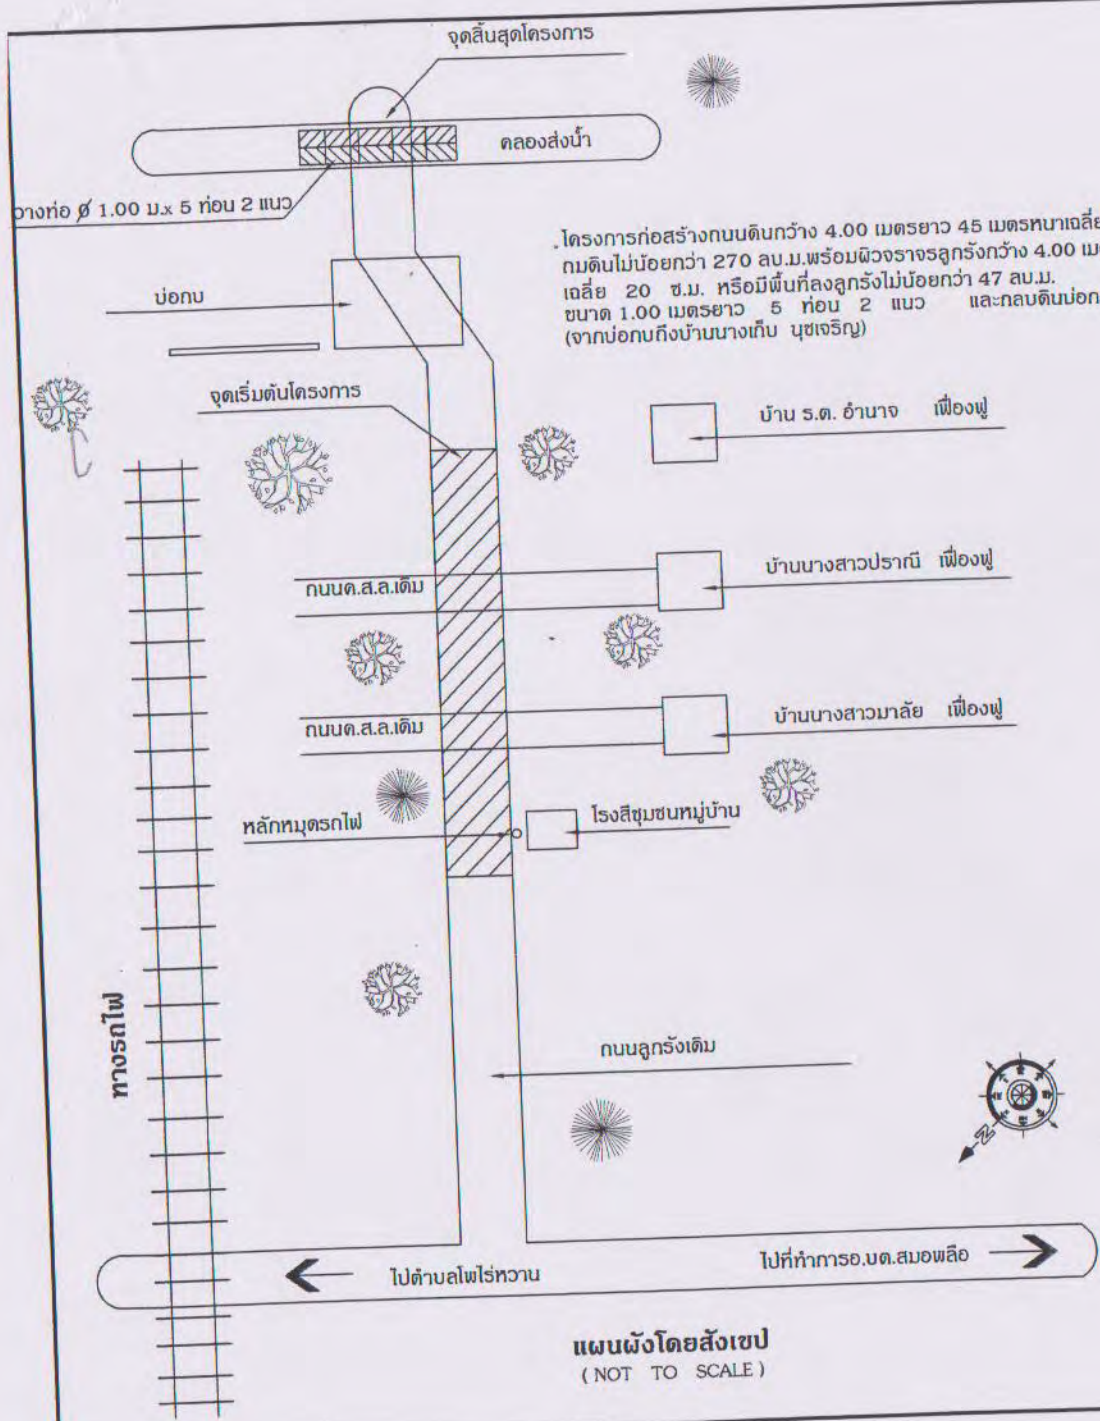 จุดสิ้นสุดโครงการ
คลองส่งน้ำ
วางท่อ Ø 1.00 ม.x 5 ท่อน 2 แนว
โครงการก่อสร้างถนนดินกว้าง 4.00 เมตรยาว 45 เมตรหนาเฉลี่ย
ถมดินไม่น้อยกว่า 270 ลบ.ม.พร้อมผิวจราจรลูกรังกว้าง 4.00 เม
เฉลี่ย 20 ซ.ม. หรือมีพื้นที่ลงลูกรังไม่น้อยกว่า 47 ลบ.ม.
ขนาด 1.00 เมตรยาว 5 ท่อน 2 แนว และกลบดินบ่อก
(จากบ่อกบถึงบ้านนางเก็บ นุชเจริญ)
บ่อกบ
จุดเริ่มต้นโครงการ
บ้าน ร.ต. อำนาจ เฟื่องฟู
ถนนค.ส.ล.เดิม
บ้านนางสาวปราณี เฟื่องฟู
ถนนค.ส.ล.เดิม
บ้านนางสาวมาลัย เฟื่องฟู
หลักหมุดรถไฟ
โรงสีชุมชนหมู่บ้าน
ทางรถไฟ
ถนนลูกรังเดิม
N
ไปตำบลโพไร่หวาน
ไปที่ทำการอ.บต.สมอพลือ
แผนผังโดยสังเขป
(NOT TO SCALE)